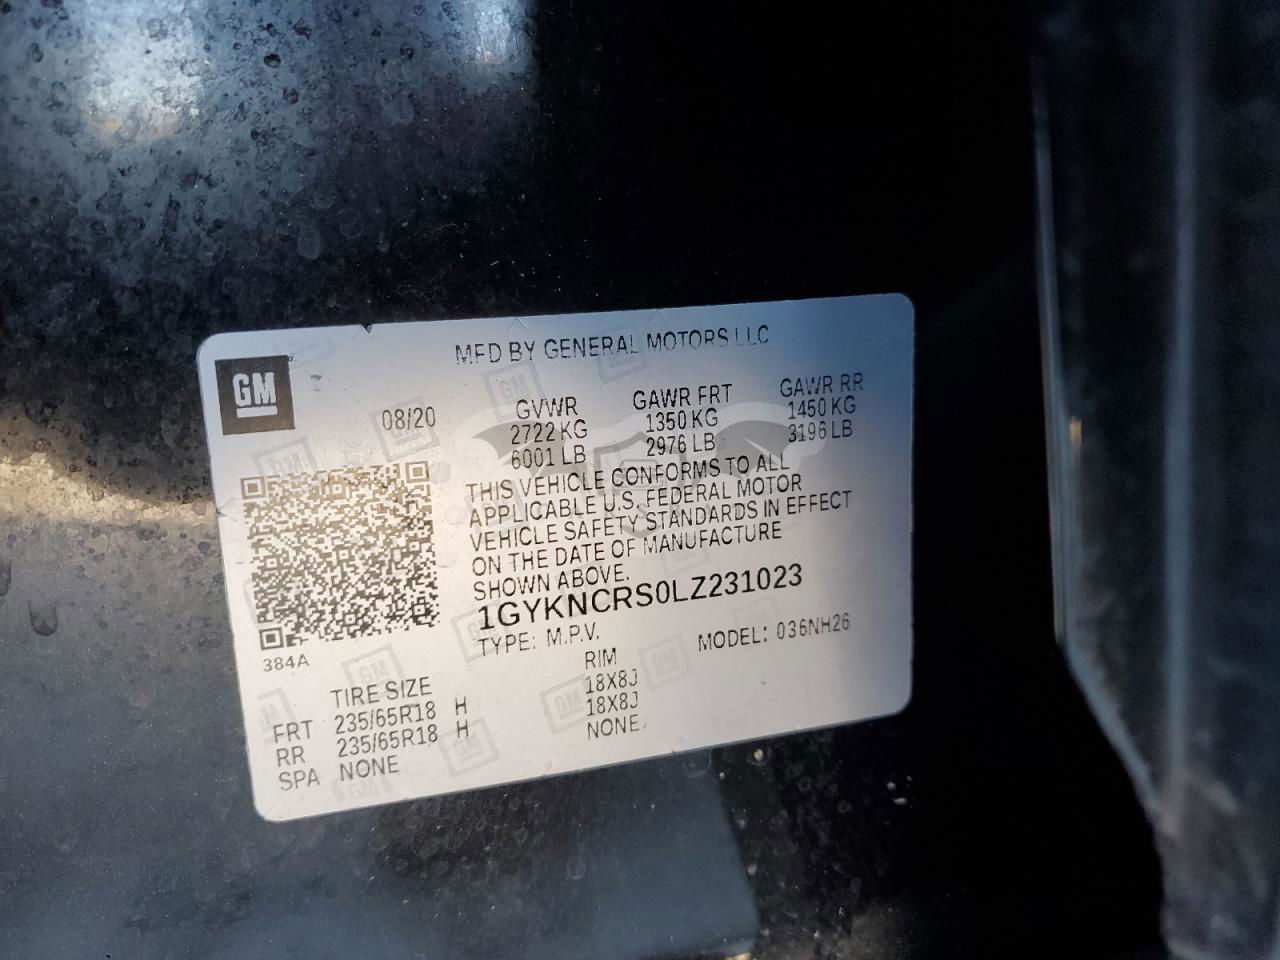 MFD BY GENERAL MOTORS LLC
GM
08/20
GVWR GAWR FRT GAWR RR
2722 KG 1350 KG 1450 KG
6001 LB 2976 LB 3196 LB
THIS VEHICLE CONFORMS TO ALL
APPLICABLE U.S. FEDERAL MOTOR
VEHICLE SAFETY STANDARDS IN EFFECT
ON THE DATE OF MANUFACTURE
SHOWN ABOVE.
1GYKNCRS0LZ231023
TYPE: M.P.V. MODEL: 036NH26
384A
TIRE SIZE RIM
FRT 235/65R18 H 18X8J
RR 235/65R18 H 18X8J
SPA NONE NONE